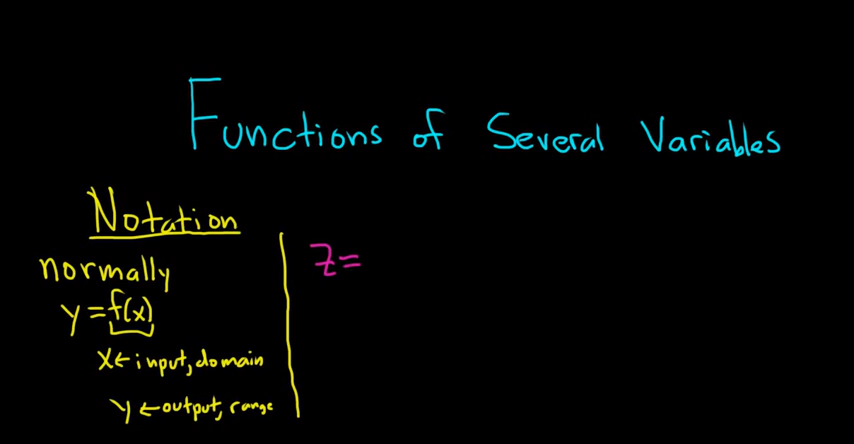 Functions of Several Variables
Notation
normally
y = f(x)
x ← input, domain
y ← output, range
z =